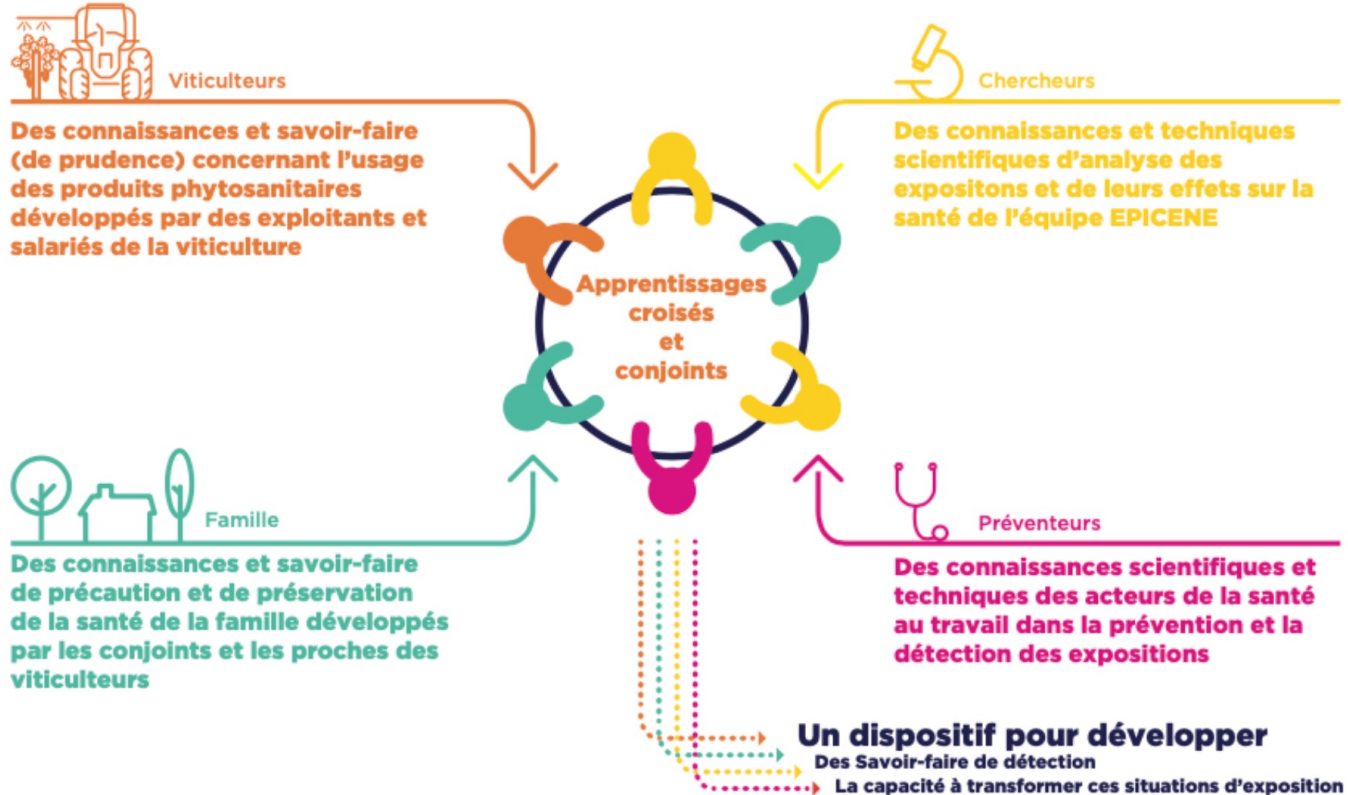 Viticulteurs
Des connaissances et savoir-faire
(de prudence) concernant l'usage
des produits phytosanitaires
développés par des exploitants et
salariés de la viticulture
Chercheurs
Des connaissances et techniques
scientifiques d'analyse des
expositons et de leurs effets sur la
santé de l'équipe EPICENE
Apprentissages
croisés
et
conjoints
Famille
Des connaissances et savoir-faire
de précaution et de préservation
de la santé de la famille développés
par les conjoints et les proches des
viticulteurs
Préventeurs
Des connaissances scientifiques et
techniques des acteurs de la santé
au travail dans la prévention et la
détection des expositions
Un dispositif pour développer
Des Savoir-faire de détection
La capacité à transformer ces situations d'exposition